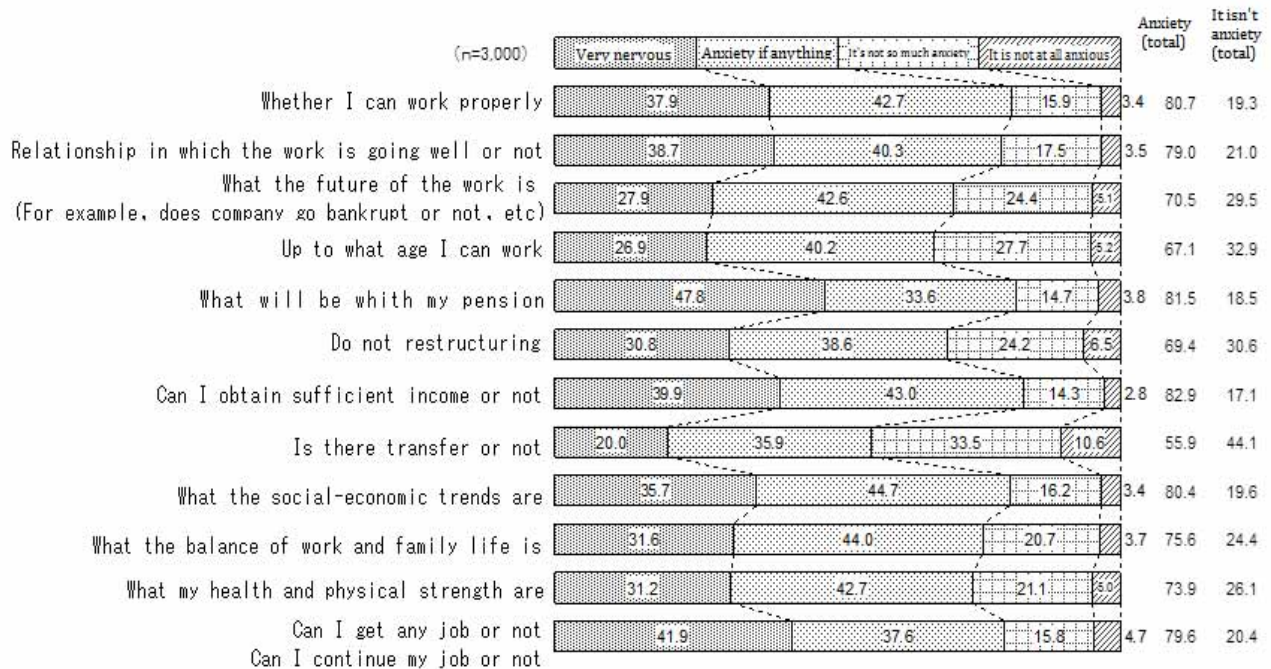 Anxiety (total) It isn't anxiety (total)
(n=3,000) Very nervous Anxiety if anything It's not so much anxiety It is not at all anxious
Whether I can work properly 37.9 42.7 15.9 3.4 80.7 19.3
Relationship in which the work is going well or not 38.7 40.3 17.5 3.5 79.0 21.0
What the future of the work is
(For example, does company go bankrupt or not, etc) 27.9 42.6 24.4 5.1 70.5 29.5
Up to what age I can work 26.9 40.2 27.7 5.2 67.1 32.9
What will be whith my pension 47.8 33.6 14.7 3.8 81.5 18.5
Do not restructuring 30.8 38.6 24.2 6.5 69.4 30.6
Can I obtain sufficient income or not 39.9 43.0 14.3 2.8 82.9 17.1
Is there transfer or not 20.0 35.9 33.5 10.6 55.9 44.1
What the social-economic trends are 35.7 44.7 16.2 3.4 80.4 19.6
What the balance of work and family life is 31.6 44.0 20.7 3.7 75.6 24.4
What my health and physical strength are 31.2 42.7 21.1 5.0 73.9 26.1
Can I get any job or not
Can I continue my job or not 41.9 37.6 15.8 4.7 79.6 20.4